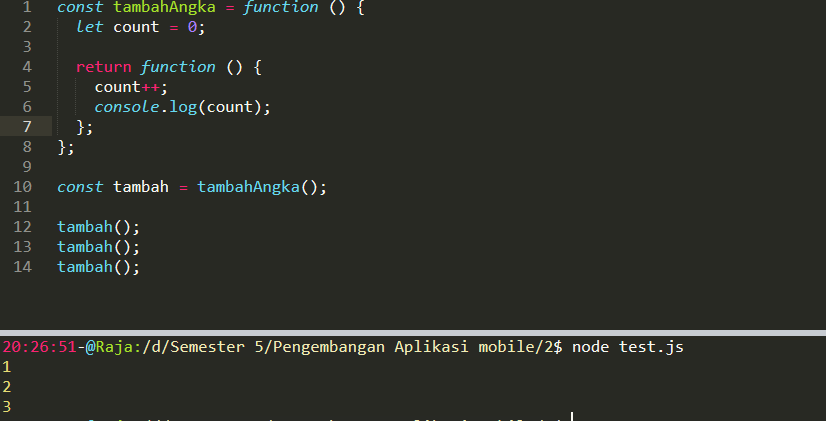 1 const tambahAngka = function () {
2 let count = 0;
3
4 return function () {
5 count++;
6 console.log(count);
7 };
8 };
9
10 const tambah = tambahAngka();
11
12 tambah();
13 tambah();
14 tambah();
20:26:51-@Raja:/d/Semester 5/Pengembangan Aplikasi mobile/2$ node test.js
1
2
3